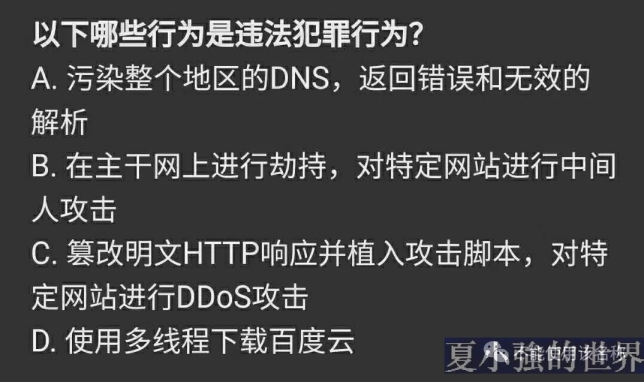 以下哪些行为是违法犯罪行为?
A. 污染整个地区的DNS，返回错误和无效的
解析
B. 在主干网上进行劫持，对特定网站进行中间
人攻击
C. 篡改明文HTTP响应并植入攻击脚本，对特
定网站进行DDoS攻击
D. 使用多线程下载百度云
夏小強的世界